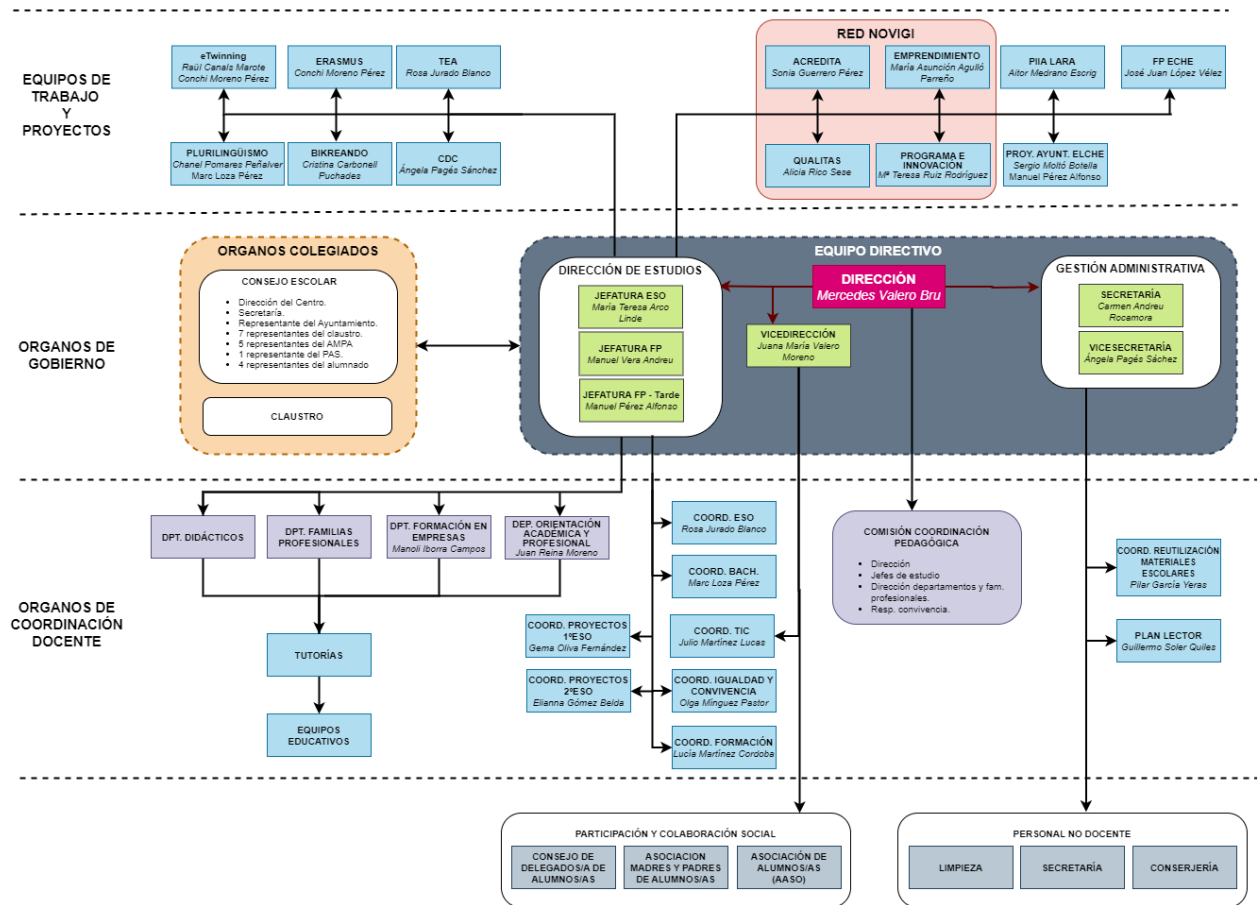 RED NOVIGI
EQUIPOS DE
TRABAJO
Y
PROYECTOS
eTwinning
Raül Canals Marote
Conchi Moreno Pérez
ERASMUS
Conchi Moreno Pérez
TEA
Rosa Jurado Blanco
ACREDITA
Sonia Guerrero Pérez
EMPRENDIMIENTO
María Asunción Agulló
Parreño
PIIA LARA
Aitor Medrano Escrig
FP ECHE
José Juan López Vélez
PLURILINGÜISMO
Chanel Pomares Peñalver
Marc Loza Pérez
BIKREANDO
Cristina Carbonell
Puchades
CDC
Ángela Pagés Sánchez
QUALITAS
Alicia Rico Sese
PROGRAMA E
INNOVACIÓN
Mª Teresa Ruiz Rodríguez
PROY. AYUNT. ELCHE
Sergio Moltó Botella
Manuel Pérez Alfonso
ORGANOS DE
GOBIERNO
ORGANOS COLEGIADOS
CONSEJO ESCOLAR
• Dirección del Centro.
• Secretaría.
• Representante del Ayuntamiento.
• 7 representantes del claustro.
• 5 representantes del AMPA
• 1 representante del PAS.
• 4 representantes del alumnado
CLAUSTRO
EQUIPO DIRECTIVO
DIRECCIÓN DE ESTUDIOS
JEFATURA ESO
María Teresa Arco
Linde
JEFATURA FP
Manuel Vera Andreu
JEFATURA FP - Tarde
Manuel Pérez Alfonso
DIRECCIÓN
Mercedes Valero Bru
VICEDIRECCIÓN
Juana María Valero
Moreno
GESTIÓN ADMINISTRATIVA
SECRETARÍA
Carmen Andreu
Rocamora
VICESECRETARÍA
Ángela Pagés Sáchez
ORGANOS DE
COORDINACIÓN
DOCENTE
DPT. DIDÁCTICOS
DPT. FAMILIAS
PROFESIONALES
DPT. FORMACIÓN EN
EMPRESAS
Manoli Iborra Campos
DEP. ORIENTACIÓN
ACADÉMICA Y
PROFESIONAL
Juan Reina Moreno
TUTORÍAS
EQUIPOS
EDUCATIVOS
COORD. ESO
Rosa Jurado Blanco
COORD. BACH.
Marc Loza Pérez
COORD. PROYECTOS
1ºESO
Gema Oliva Fernández
COORD. TIC
Julio Martínez Lucas
COORD. PROYECTOS
2ºESO
Elianna Gómez Belda
COORD. IGUALDAD Y
CONVIVENCIA
Olga Mínguez Pastor
COORD. FORMACIÓN
Lucía Martínez Cordoba
COMISIÓN COORDINACIÓN
PEDAGÓGICA
• Dirección
• Jefes de estudio
• Dirección departamentos y fam.
profesionales.
• Resp. convivencia.
COORD. REUTILIZACIÓN
MATERIALES
ESCOLARES
Pilar García Yeras
PLAN LECTOR
Guillermo Soler Quiles
PARTICIPACIÓN Y COLABORACIÓN SOCIAL
CONSEJO DE
DELEGADOS/A DE
ALUMNOS/AS
ASOCIACION
MADRES Y PADRES
DE ALUMNOS/AS
ASOCIACIÓN DE
ALUMNOS/AS
(AASO)
PERSONAL NO DOCENTE
LIMPIEZA
SECRETARÍA
CONSERJERÍA